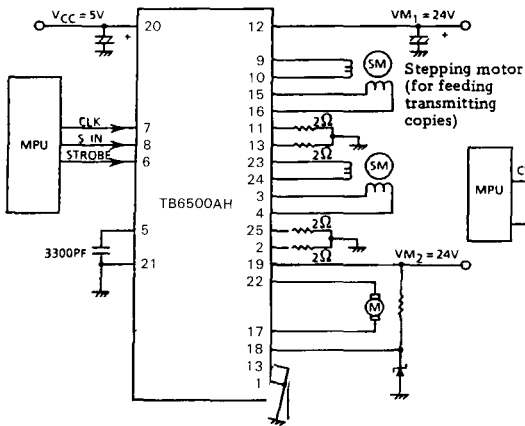 VCC = 5V
20
12
VM1 = 24V
+
+
9
10
SM
Stepping motor
(for feeding
transmitting
copies)
15
16
MPU
CLK
7
S IN
8
STROBE
6
11
2Ω
13
2Ω
23
24
SM
TB6500AH
3
4
MPU
C
5
3300PF
21
25
2Ω
2
2Ω
19
VM2 = 24V
22
M
17
18
13
1